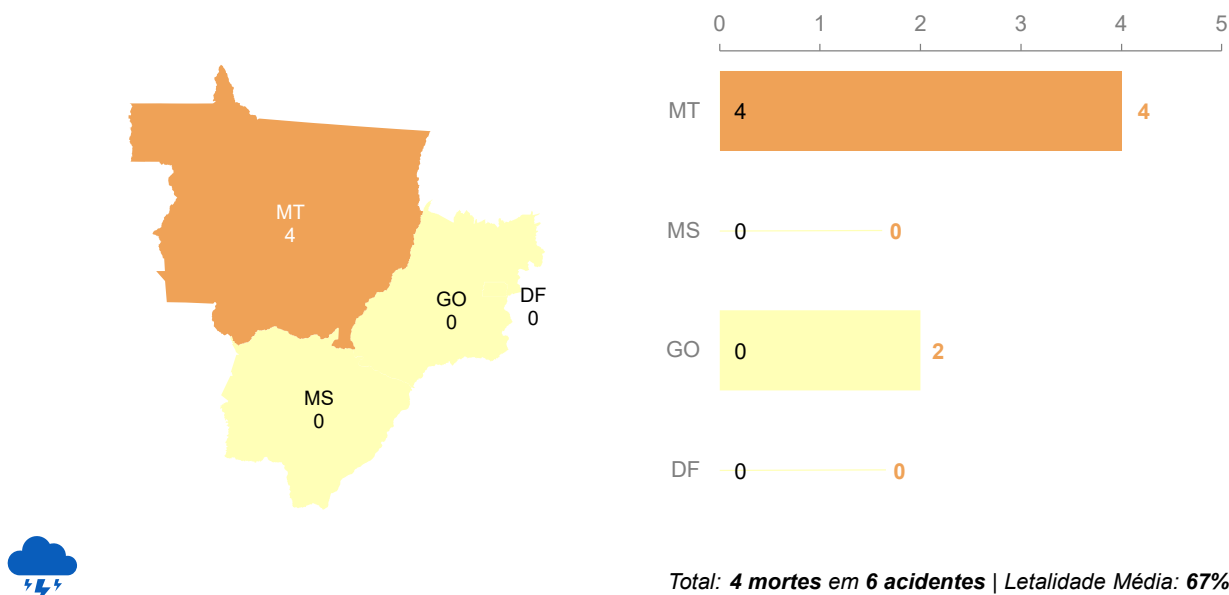 0 1 2 3 4 5
MT
4
GO
0
DF
0
MS
0
MT 4 4
MS 0 0
GO 0 2
DF 0 0
Total: 4 mortes em 6 acidentes | Letalidade Média: 67%